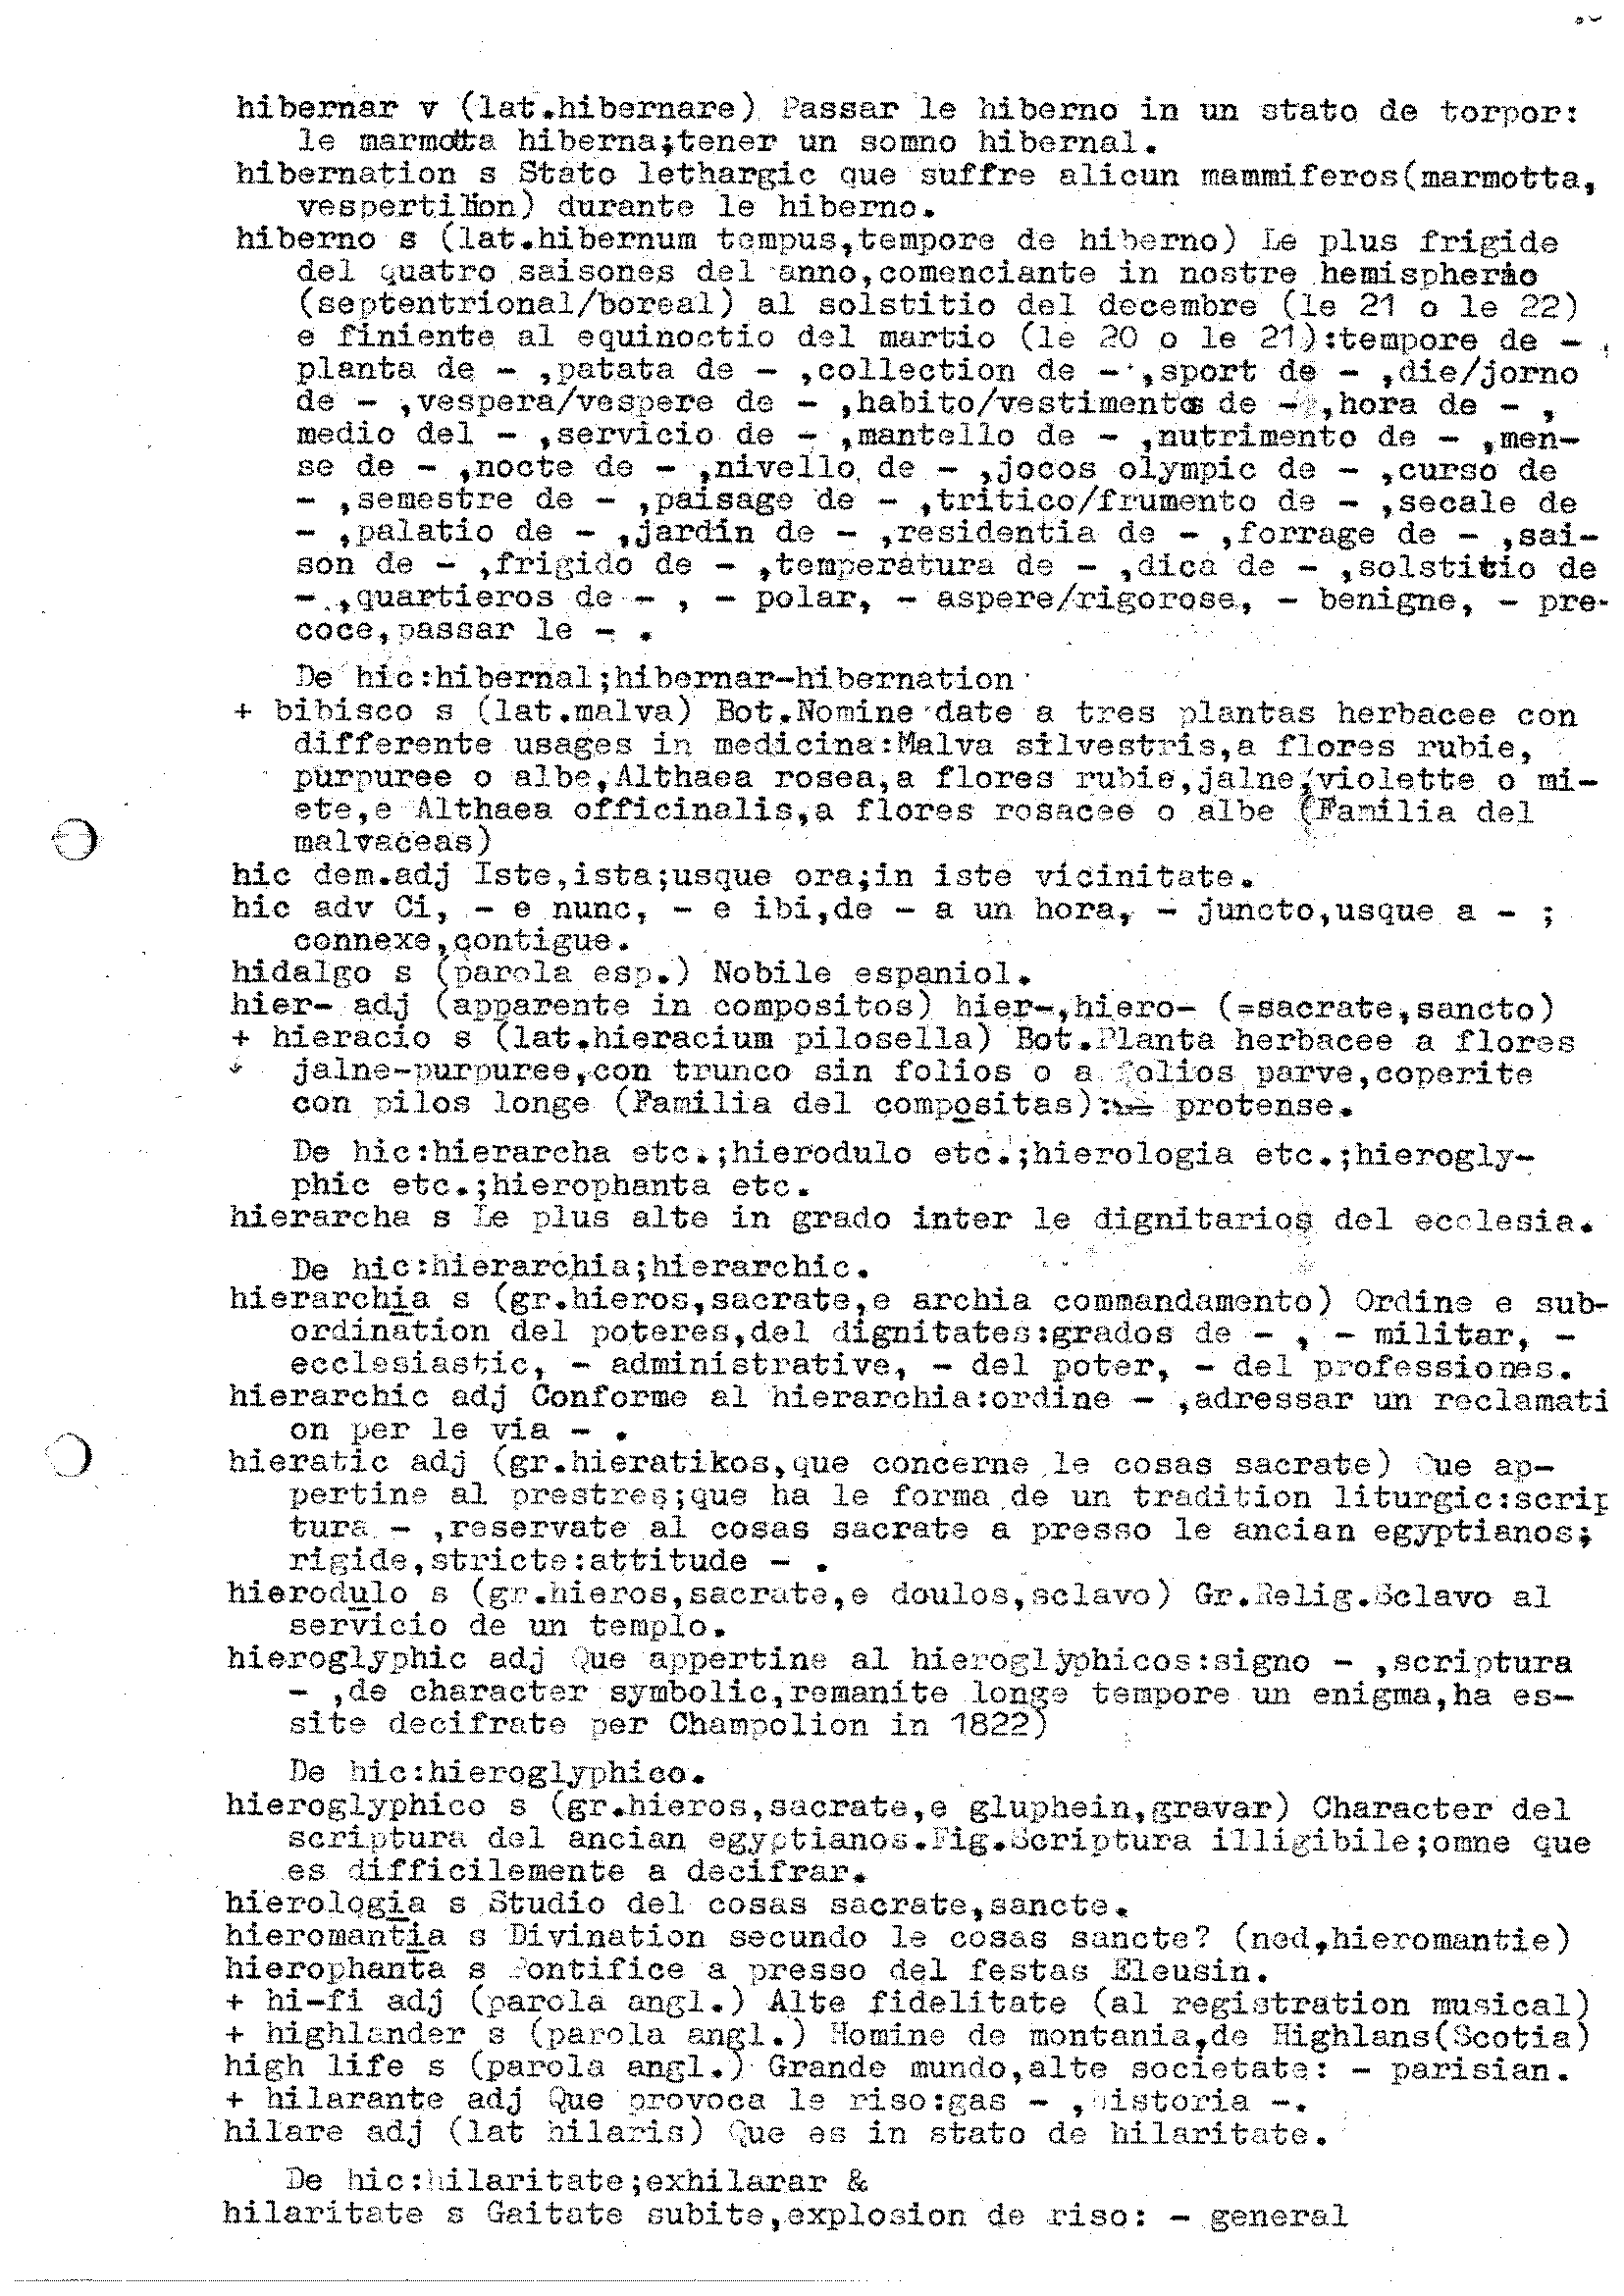 hibernar v (lat.hibernare) Passar le hiberno in un stato de torpor:
le marmotta hiberna;tener un somno hibernal.
hibernation s Stato lethargic que suffre alicun mammiferos(marmotta,
vespertilion) durante le hiberno.
hiberno s (lat.hibernum tempus,tempore de hiberno) Le plus frigide
del quatro saisones del anno,comenciante in nostre hemispherio
(septentrional/boreal) al solstitio del decembre (le 21 o le 22)
e finiente al equinoctio del martio (le 20 o le 21):tempore de - ,
planta de - ,patata de - ,collection de - ,sport de - ,die/jorno
de - ,vespera/vespere de - ,habito/vestimentos de - ,hora de - ,
medio del - ,servicio de - ,mantello de - ,nutrimento de - ,men-
se de - ,nocte de - ,nivello de - ,jocos olympic de - ,curso de
- ,semestre de - ,paisage de - ,tritico/frumento de - ,secale de
- ,palatio de - ,jardin de - ,residentia de - ,forrage de - ,sai-
son de - ,frigido de - ,temperatura de - ,dica de - ,solstitio de
- ,quartieros de - , - polar, - aspere/rigorose, - benigne, - pre-
coce,passar le - .
De hic:hibernal;hibernar-hibernation
+ bibisco s (lat.malva) Bot.Nomine date a tres plantas herbacee con
differente usages in medicina:Malva silvestris,a flores rubie,
purpuree o albe,Althaea rosea,a flores rubie,jalne,violette o mi-
ete,e Althaea officinalis,a flores rosacee o albe (Familia del
malvaceas)
hic dem.adj Iste,ista;usque ora;in iste vicinitate.
hic adv Ci, - e nunc, - e ibi,de - a un hora, - juncto,usque a - ;
connexe,contigue.
hidalgo s (parola esp.) Nobile espaniol.
hier- adj (apparente in compositos) hier-,hiero- (=sacrate,sancto)
+ hieracio s (lat.hieracium pilosella) Bot.Planta herbacee a flores
jalne-purpuree,con trunco sin folios o a folios parve,coperite
con pilos longe (Familia del compositas): protense.
De hic:hierarcha etc.;hierodulo etc.;hierologia etc.;hierogly-
phic etc.;hierophanta etc.
hierarcha s Le plus alte in grado inter le dignitarios del ecclesia.
De hic:hierarchia;hierarchic.
hierarchia s (gr.hieros,sacrate,e archia commandamento) Ordine e sub-
ordination del poteres,del dignitates:grados de - , - militar, -
ecclesiastic, - administrative, - del poter, - del professiones.
hierarchic adj Conforme al hierarchia:ordine - ,adressar un reclamati
on per le via - .
hieratic adj (gr.hieratikos,que concerne le cosas sacrate) Que ap-
pertine al prestres;que ha le forma de un tradition liturgic:scrip
tura - ,reservate al cosas sacrate a presso le ancian egyptianos;
rigide,stricte:attitude - .
hierodulo s (gr.hieros,sacrate,e doulos,sclavo) Gr.Relig.Sclavo al
servicio de un templo.
hieroglyphic adj Que appertine al hieroglyphicos:signo - ,scriptura
- ,de character symbolic,remanite longe tempore un enigma,ha es-
site decifrate per Champolion in 1822)
De hic:hieroglyphico.
hieroglyphico s (gr.hieros,sacrate,e gluphein,gravar) Character del
scriptura del ancian egyptianos.Fig.Scriptura illigibile;omne que
es difficilemente a decifrar.
hierologia s Studio del cosas sacrate,sancte.
hieromantia s Divination secundo le cosas sancte? (ned,hieromantie)
hierophanta s Pontifice a presso del festas Eleusin.
+ hi-fi adj (parola angl.) Alte fidelitate (al registration musical)
+ highlander s (parola angl.) Homine de montania,de Highlans(Scotia)
high life s (parola angl.) Grande mundo,alte societate: - parisian.
+ hilarante adj Que provoca le riso:gas - ,historia -.
hilare adj (lat hilaris) Que es in stato de hilaritate.
De hic:hilaritate;exhilarar &
hilaritate s Gaitate subite,explosion de riso: - general